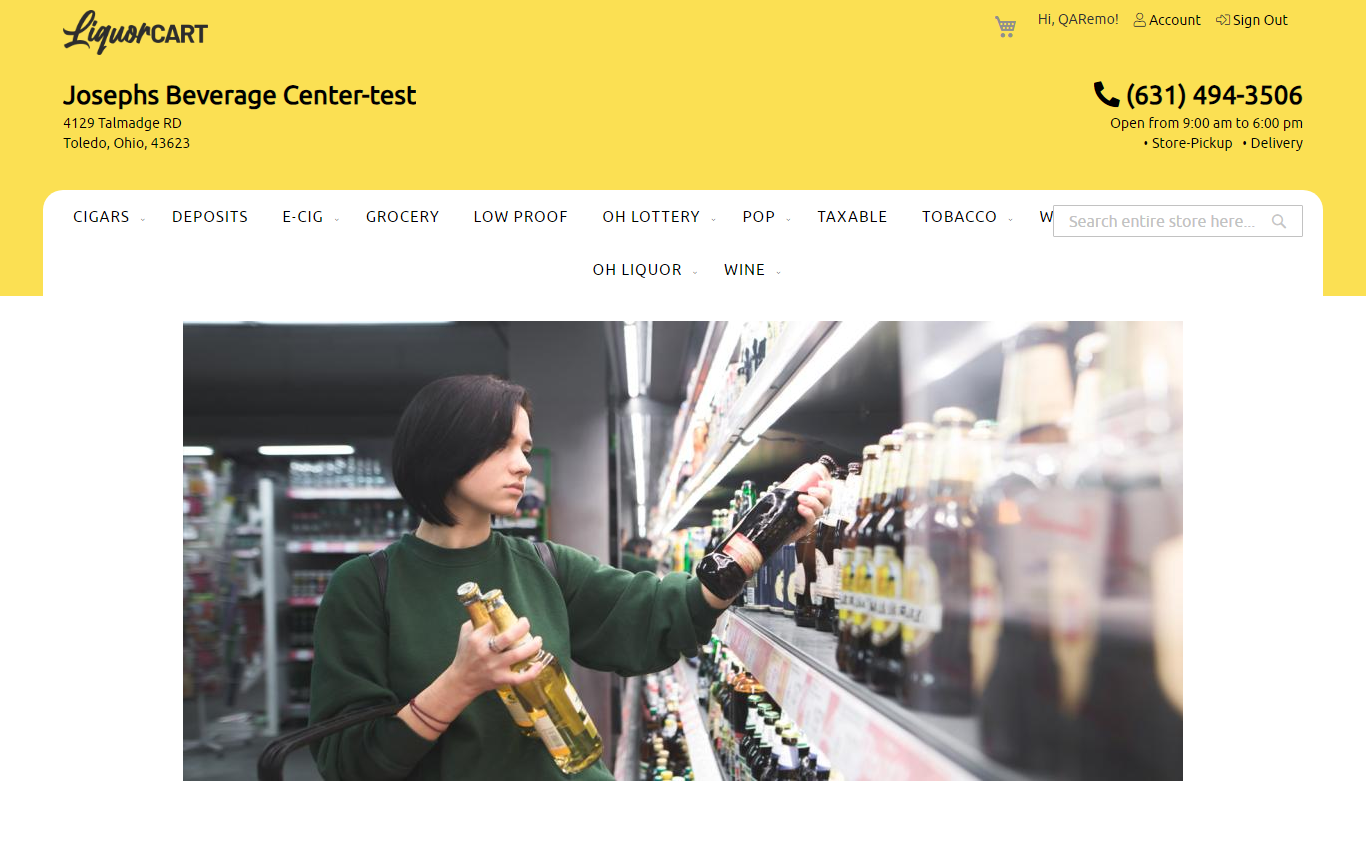 LiquorCART
Hi, QARemo! Account Sign Out
Josephs Beverage Center-test
4129 Talmadge RD
Toledo, Ohio, 43623
(631) 494-3506
Open from 9:00 am to 6:00 pm
• Store-Pickup • Delivery
CIGARS DEPOSITS E-CIG GROCERY LOW PROOF OH LOTTERY POP TAXABLE TOBACCO W
Search entire store here...
OH LIQUOR WINE